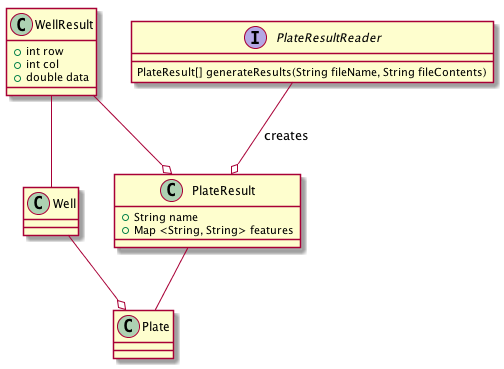 C WellResult
int row
int col
double data
I PlateResultReader
PlateResult[] generateResults(String fileName, String fileContents)
creates
C Well
C PlateResult
String name
Map <String, String> features
C Plate